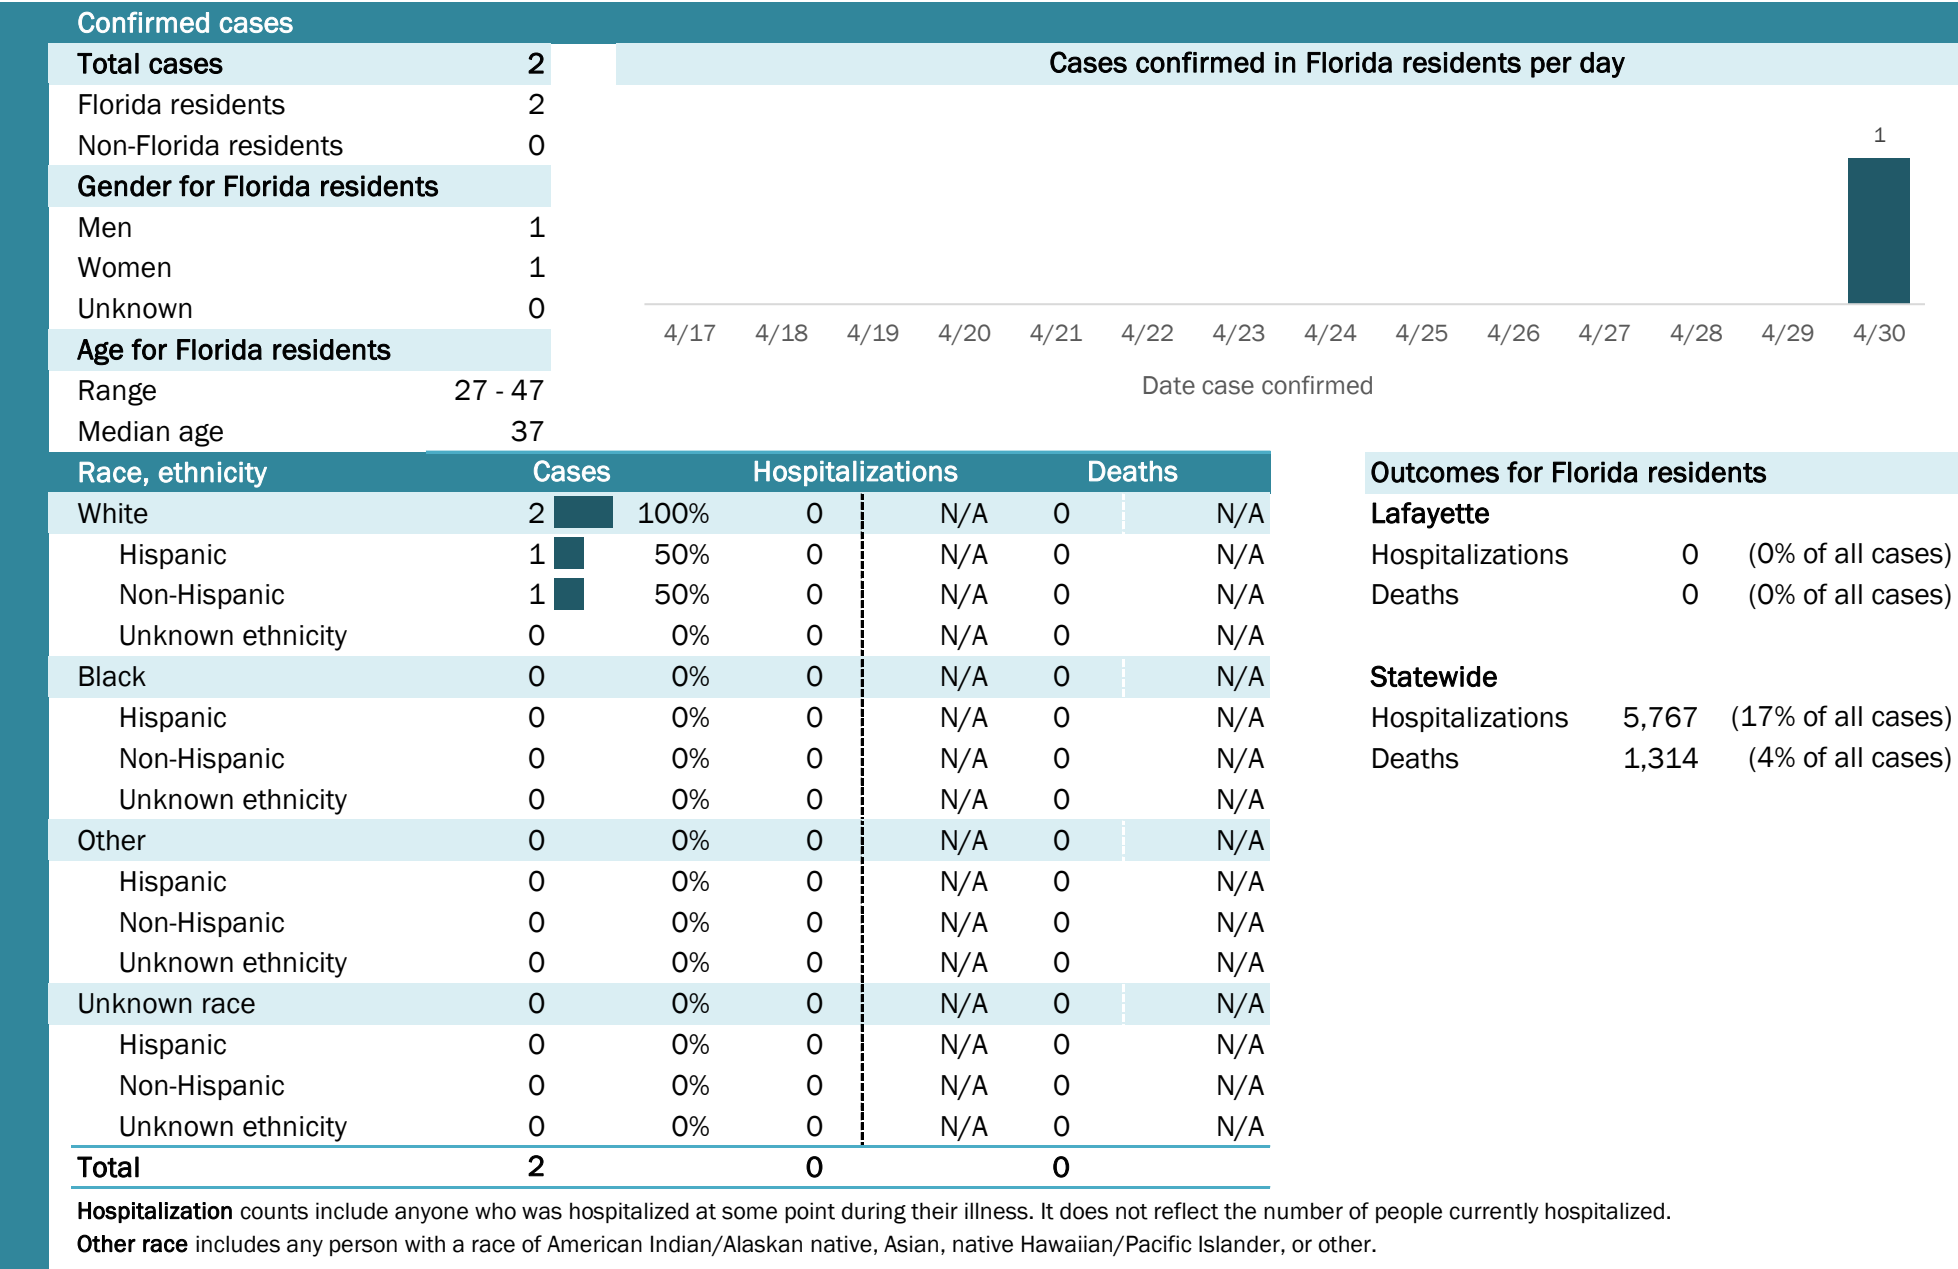 Confirmed cases
Total cases 2
Florida residents 2
Non-Florida residents 0
Gender for Florida residents
Men 1
Women 1
Unknown 0
Age for Florida residents
Range 27 - 47
Median age 37
Cases confirmed in Florida residents per day
1
4/17 4/18 4/19 4/20 4/21 4/22 4/23 4/24 4/25 4/26 4/27 4/28 4/29 4/30
Date case confirmed
Race, ethnicity Cases Hospitalizations Deaths
White 2 100% 0 N/A 0 N/A
Hispanic 1 50% 0 N/A 0 N/A
Non-Hispanic 1 50% 0 N/A 0 N/A
Unknown ethnicity 0 0% 0 N/A 0 N/A
Black 0 0% 0 N/A 0 N/A
Hispanic 0 0% 0 N/A 0 N/A
Non-Hispanic 0 0% 0 N/A 0 N/A
Unknown ethnicity 0 0% 0 N/A 0 N/A
Other 0 0% 0 N/A 0 N/A
Hispanic 0 0% 0 N/A 0 N/A
Non-Hispanic 0 0% 0 N/A 0 N/A
Unknown ethnicity 0 0% 0 N/A 0 N/A
Unknown race 0 0% 0 N/A 0 N/A
Hispanic 0 0% 0 N/A 0 N/A
Non-Hispanic 0 0% 0 N/A 0 N/A
Unknown ethnicity 0 0% 0 N/A 0 N/A
Total 2 0 0
Outcomes for Florida residents
Lafayette
Hospitalizations 0 (0% of all cases)
Deaths 0 (0% of all cases)
Statewide
Hospitalizations 5,767 (17% of all cases)
Deaths 1,314 (4% of all cases)
Hospitalization counts include anyone who was hospitalized at some point during their illness. It does not reflect the number of people currently hospitalized.
Other race includes any person with a race of American Indian/Alaskan native, Asian, native Hawaiian/Pacific Islander, or other.